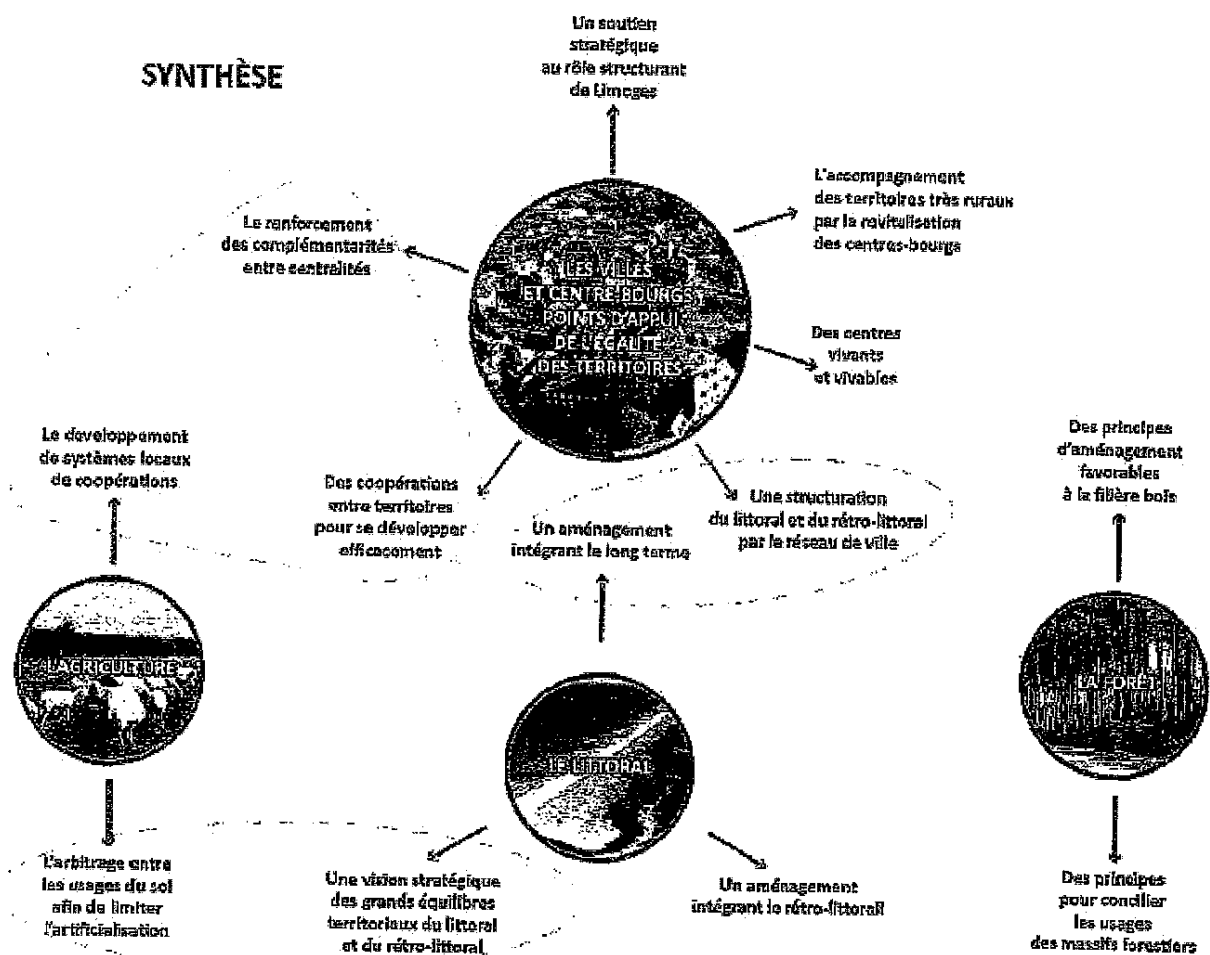 SYNTHÈSE
Un soutien
stratégique
au rôle structurant
de Limoges
L'accompagnement
des territoires très ruraux
par la revitalisation
des centres-bourgs
Le renforcement
des complémentarités
entre centralités
LES VILLES
ET CENTRE-BOURGS
POINTS D'APPUI
DE L'ÉGALITÉ
DES TERRITOIRES
Des centres
vivants
et vivables
Le developpement
de systèmes locaux
de coopérations
Des coopérations
entre territoires
pour se développer
efficacement
Un aménagement
intégrant le long terme
Une structuration
du littoral et du rétro-littoral
par le réseau de ville
Des principes
d'aménagement
favorables
à la filière bois
L'AGRICULTURE
LE LITTORAL
LA FORÊT
L'arbitrage entre
les usages du sol
afin de limiter
l'artificialisation
Une vision stratégique
des grands équilibres
territoriaux du littoral
et du rétro-littoral
Un aménagement
intégrant le rétro-littoral
Des principes
pour concilier
les usages
des massifs forestiers